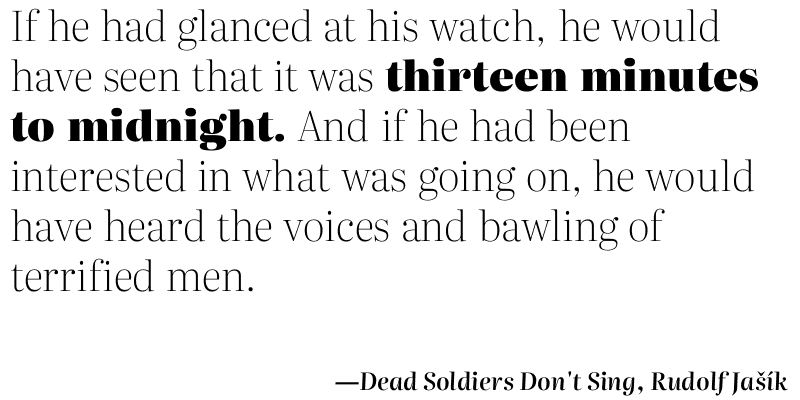 If he had glanced at his watch, he would
have seen that it was thirteen minutes
to midnight. And if he had been
interested in what was going on, he would
have heard the voices and bawling of
terrified men.
—Dead Soldiers Don't Sing, Rudolf Jašík